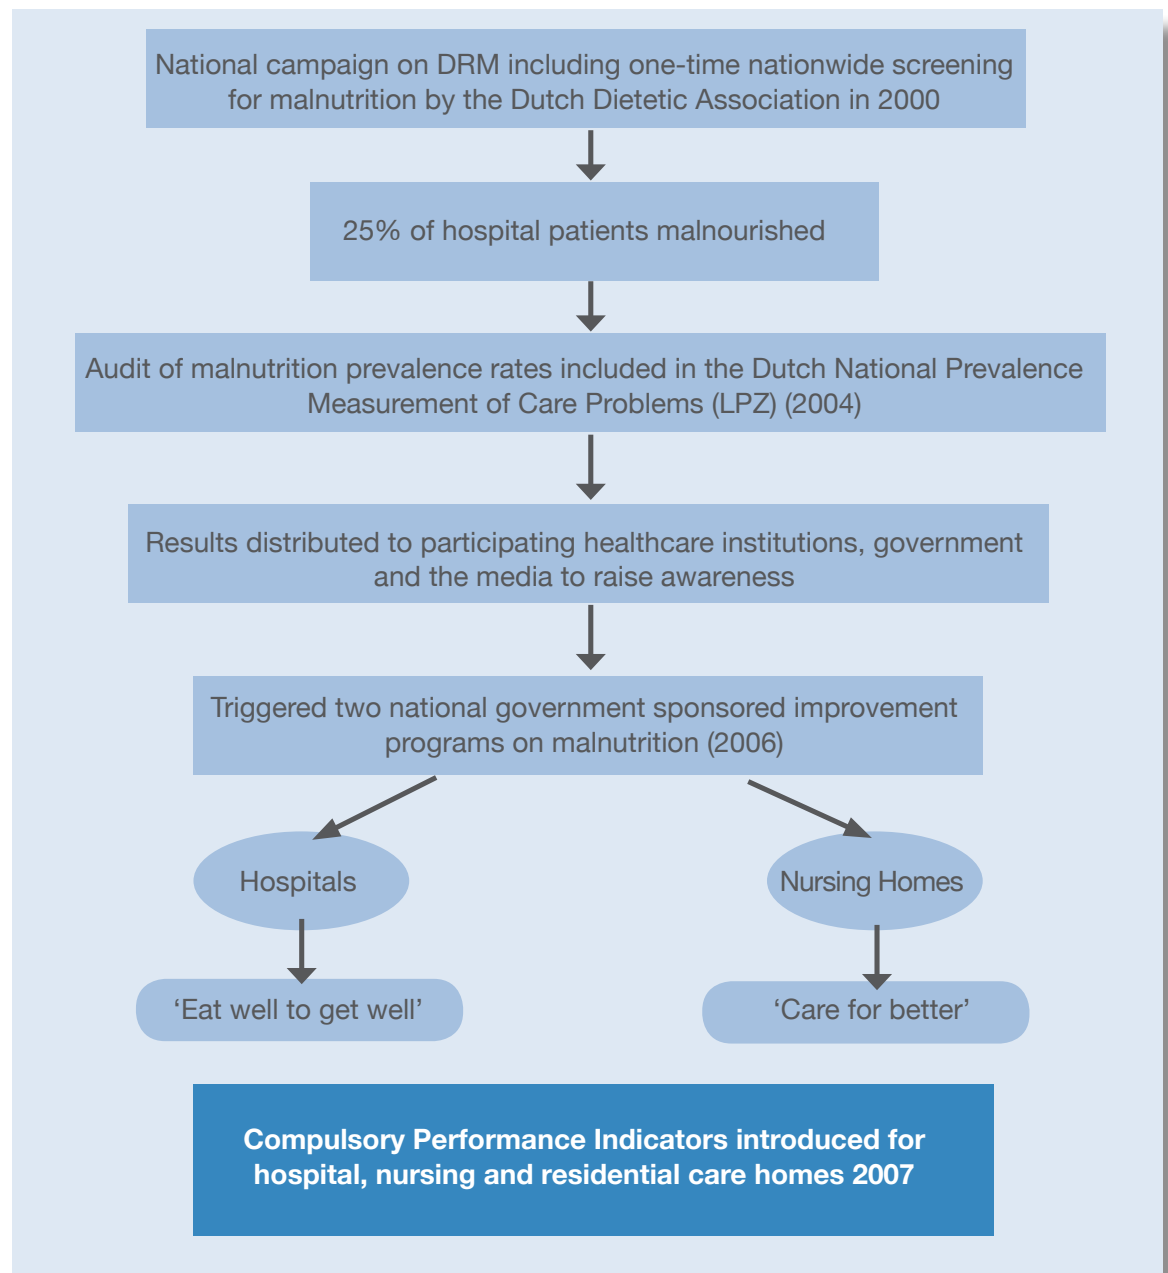 National campaign on DRM including one-time nationwide screening
for malnutrition by the Dutch Dietetic Association in 2000
25% of hospital patients malnourished
Audit of malnutrition prevalence rates included in the Dutch National Prevalence
Measurement of Care Problems (LPZ) (2004)
Results distributed to participating healthcare institutions, government
and the media to raise awareness
Triggered two national government sponsored improvement
programs on malnutrition (2006)
Hospitals
Nursing Homes
‘Eat well to get well’
‘Care for better’
Compulsory Performance Indicators introduced for
hospital, nursing and residential care homes 2007